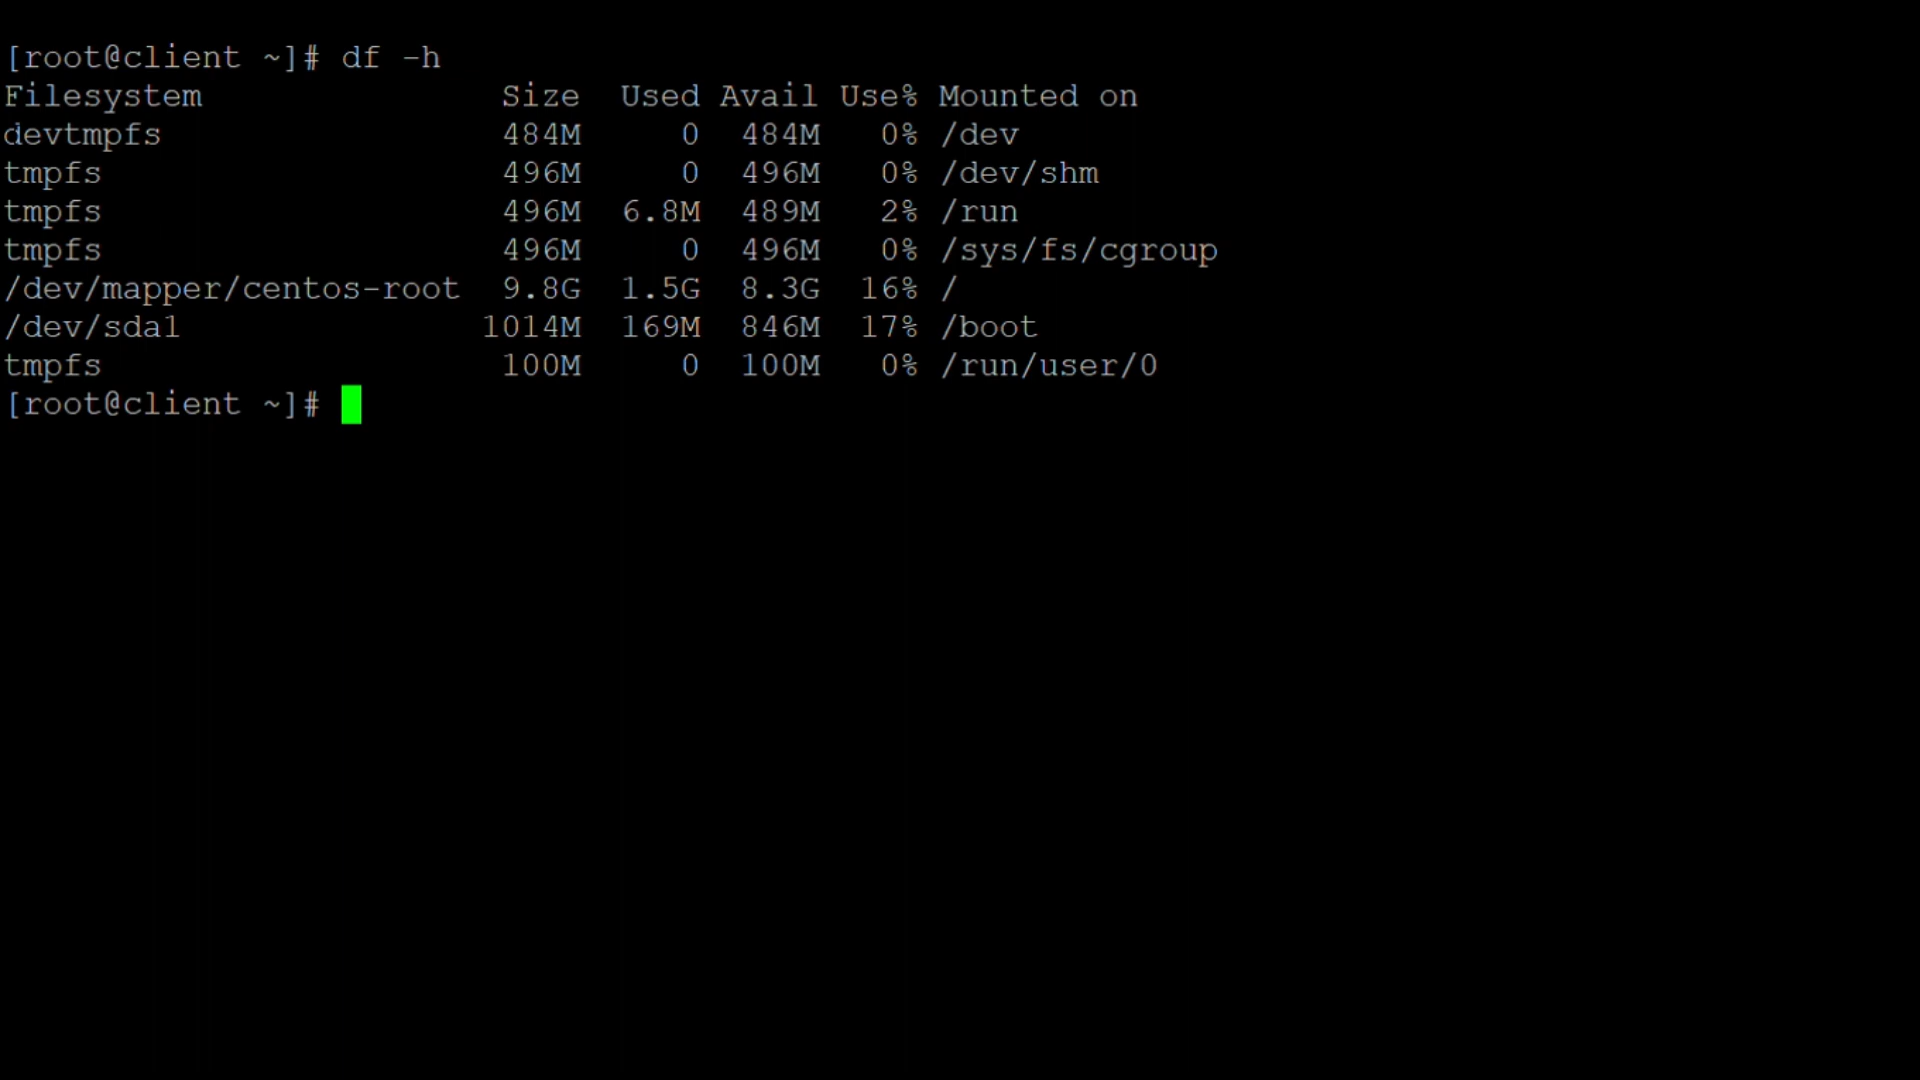 [root@client ~]# df -h
Filesystem               Size  Used Avail Use% Mounted on
devtmpfs                 484M     0  484M   0% /dev
tmpfs                    496M     0  496M   0% /dev/shm
tmpfs                    496M  6.8M  489M   2% /run
tmpfs                    496M     0  496M   0% /sys/fs/cgroup
/dev/mapper/centos-root  9.8G  1.5G  8.3G  16% /
/dev/sda1               1014M  169M  846M  17% /boot
tmpfs                    100M     0  100M   0% /run/user/0
[root@client ~]#